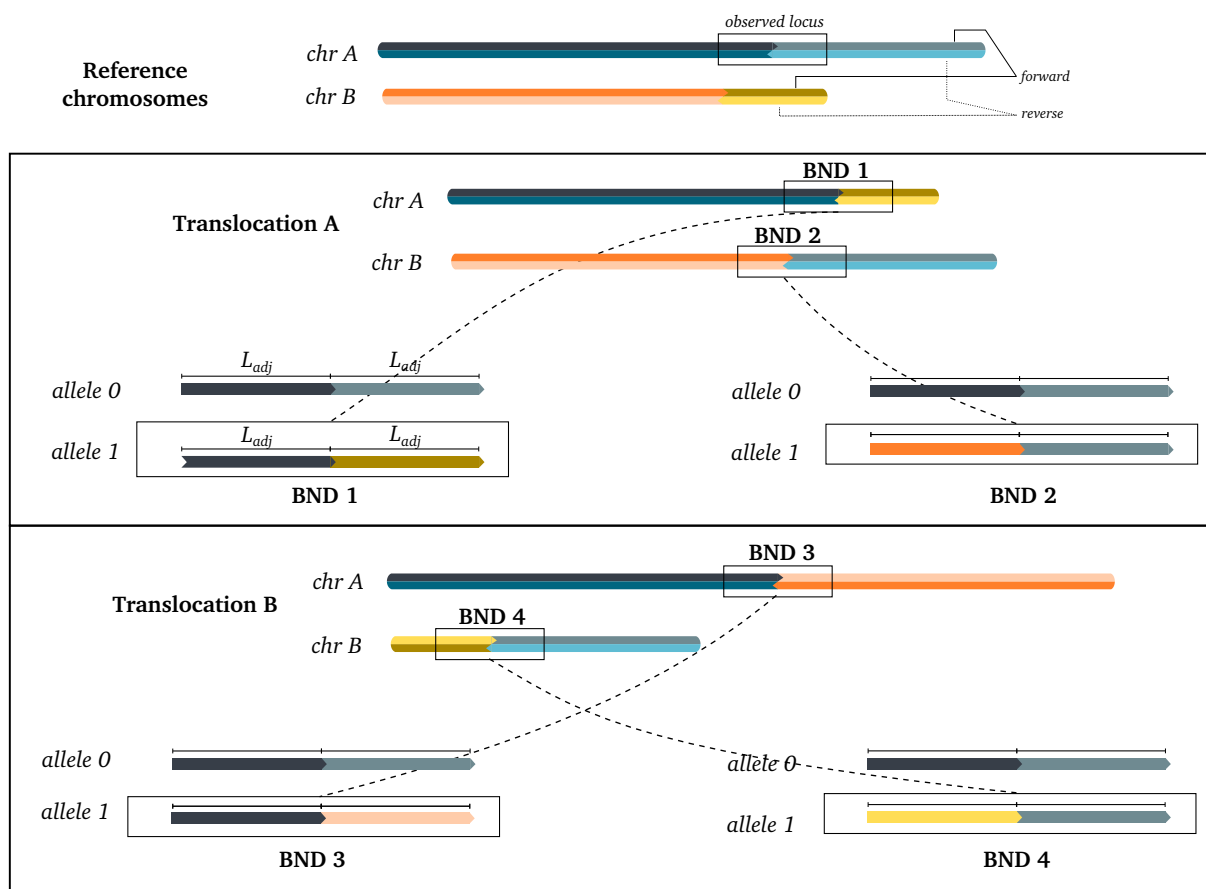 observed locus
chr A
Reference
chromosomes
forward
chr B
reverse
BND 1
chr A
Translocation A
BND 2
chr B
L_adj L_adj
allele 0
allele 0
L_adj L_adj
allele 1
allele 1
BND 1
BND 2
BND 3
chr A
Translocation B
BND 4
chr B
allele 0
allele 0
allele 1
allele 1
BND 3
BND 4